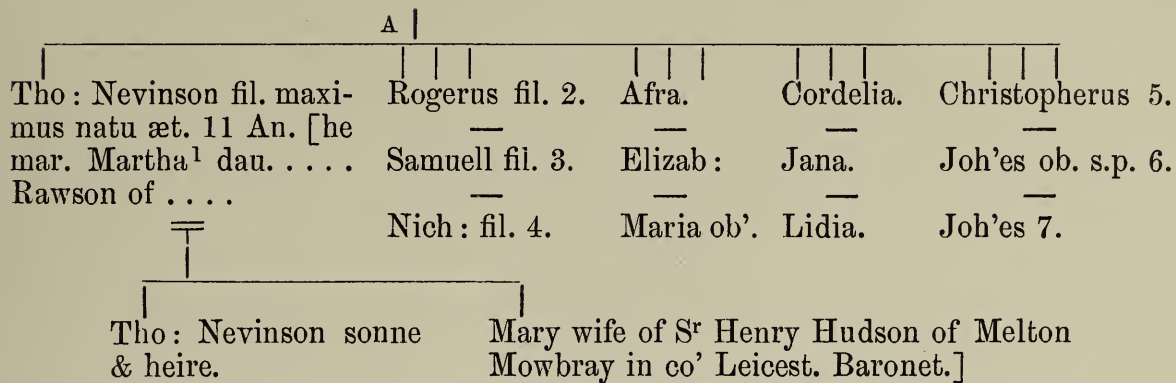 A
Tho: Nevinson fil. maxi-
mus natu æt. 11 An. [he
mar. Martha¹ dau. . . . .
Rawson of . . . .
Rogerus fil. 2.
—
Samuell fil. 3.
—
Nich: fil. 4.
Afra.
—
Elizab:
—
Maria ob'.
Cordelia.
—
Jana.
—
Lidia.
Christopherus 5.
—
Joh'es ob. s.p. 6.
—
Joh'es 7.
Tho: Nevinson sonne
& heire.
Mary wife of Sʳ Henry Hudson of Melton
Mowbray in co' Leicest. Baronet.]